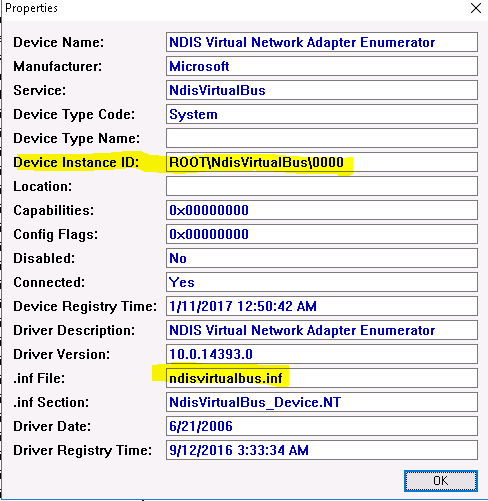 Properties
Device Name: NDIS Virtual Network Adapter Enumerator
Manufacturer: Microsoft
Service: NdisVirtualBus
Device Type Code: System
Device Type Name:
Device Instance ID: ROOT\NdisVirtualBus\0000
Location:
Capabilities: 0x00000000
Config Flags: 0x00000000
Disabled: No
Connected: Yes
Device Registry Time: 1/11/2017 12:50:42 AM
Driver Description: NDIS Virtual Network Adapter Enumerator
Driver Version: 10.0.14393.0
.inf File: ndisvirtualbus.inf
.inf Section: NdisVirtualBus_Device.NT
Driver Date: 6/21/2006
Driver Registry Time: 9/12/2016 3:33:34 AM
OK